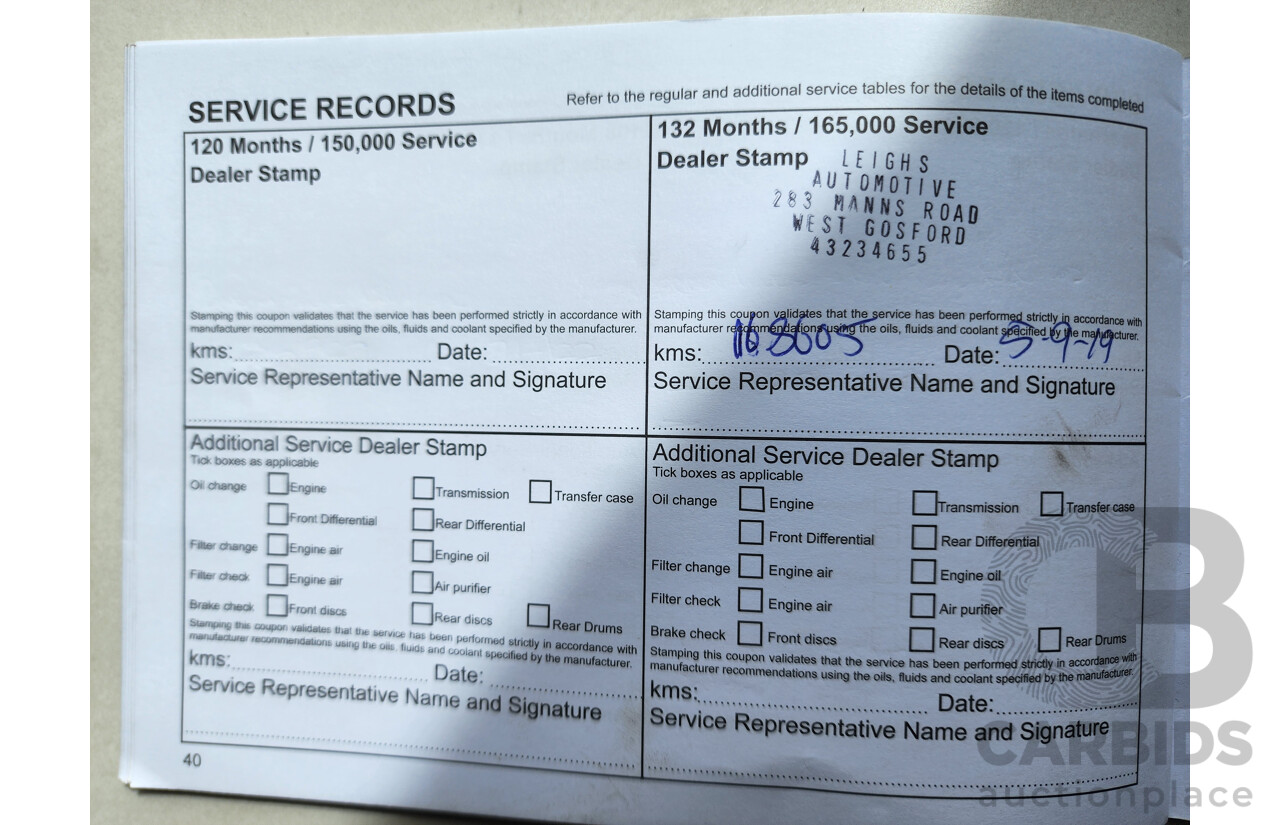 SERVICE RECORDS
Refer to the regular and additional service tables for the details of the items completed
120 Months / 150,000 Service
Dealer Stamp
Stamping this coupon validates that the service has been performed strictly in accordance with
manufacturer recommendations using the oils, fluids and coolant specified by the manufacturer.
kms: Date:
Service Representative Name and Signature
132 Months / 165,000 Service
Dealer Stamp
LEIGHS
AUTOMOTIVE
283 MANNS ROAD
WEST GOSFORD
43234655
Stamping this coupon validates that the service has been performed strictly in accordance with
manufacturer recommendations using the oils, fluids and coolant specified by the manufacturer.
kms: 168605 Date: 5-9-19
Service Representative Name and Signature
Additional Service Dealer Stamp
Tick boxes as applicable
Oil change Engine Transmission Transfer case
Front Differential Rear Differential
Filter change Engine air Engine oil
Filter check Engine air Air purifier
Brake check Front discs Rear discs Rear Drums
Stamping this coupon validates that the service has been performed strictly in accordance with
manufacturer recommendations using the oils, fluids and coolant specified by the manufacturer.
kms: Date:
Service Representative Name and Signature
Additional Service Dealer Stamp
Tick boxes as applicable
Oil change Engine Transmission Transfer case
Front Differential Rear Differential
Filter change Engine air Engine oil
Filter check Engine air Air purifier
Brake check Front discs Rear discs Rear Drums
Stamping this coupon validates that the service has been performed strictly in accordance with
manufacturer recommendations using the oils, fluids and coolant specified by the manufacturer.
kms: Date:
Service Representative Name and Signature
40
CARBIDS
auctionplace